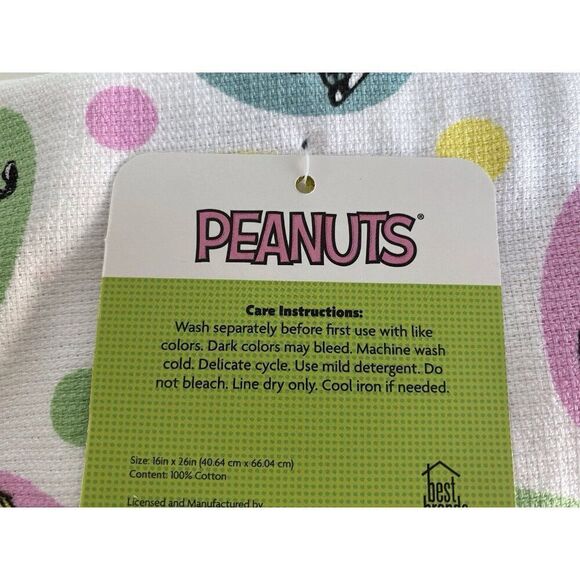 PEANUTS®
Care Instructions:
Wash separately before first use with like
colors. Dark colors may bleed. Machine wash
cold. Delicate cycle. Use mild detergent. Do
not bleach. Line dry only. Cool iron if needed.
Size: 16in x 26in (40.64 cm x 66.04 cm)
Content: 100% Cotton
Licensed and Manufactured by
best
brands